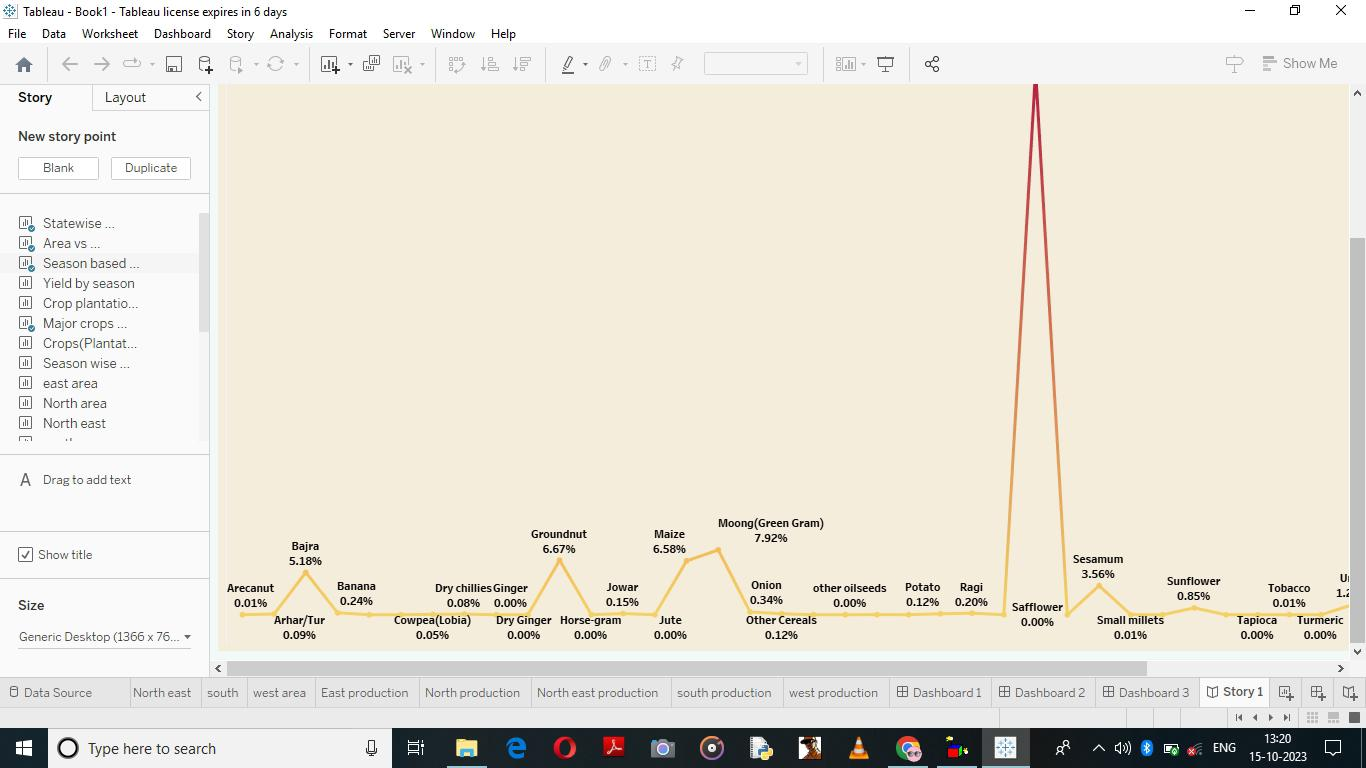 Tableau - Book1 - Tableau license expires in 6 days
File Data Worksheet Dashboard Story Analysis Format Server Window Help
Show Me
Story Layout
New story point
Blank Duplicate
Statewise ...
Area vs ...
Season based ...
Yield by season
Crop plantatio...
Major crops ...
Crops(Plantat...
Season wise ...
east area
North area
North east
A Drag to add text
Show title
Size
Generic Desktop (1366 x 76...
Moong(Green Gram)
7.92%
Groundnut
6.67%
Maize
6.58%
Bajra
5.18%
Sesamum
3.56%
Arecanut
0.01%
Banana
0.24%
Dry chillies
0.08%
Ginger
0.00%
Jowar
0.15%
Onion
0.34%
other oilseeds
0.00%
Potato
0.12%
Ragi
0.20%
Sunflower
0.85%
Tobacco
0.01%
Safflower
0.00%
Arhar/Tur
0.09%
Cowpea(Lobia)
0.05%
Dry Ginger
0.00%
Horse-gram
0.00%
Jute
0.00%
Other Cereals
0.12%
Small millets
0.01%
Tapioca
0.00%
Turmeric
0.00%
Data Source North east south west area East production North production North east production south production west production Dashboard 1 Dashboard 2 Dashboard 3 Story 1
Type here to search
ENG
13:20
15-10-2023